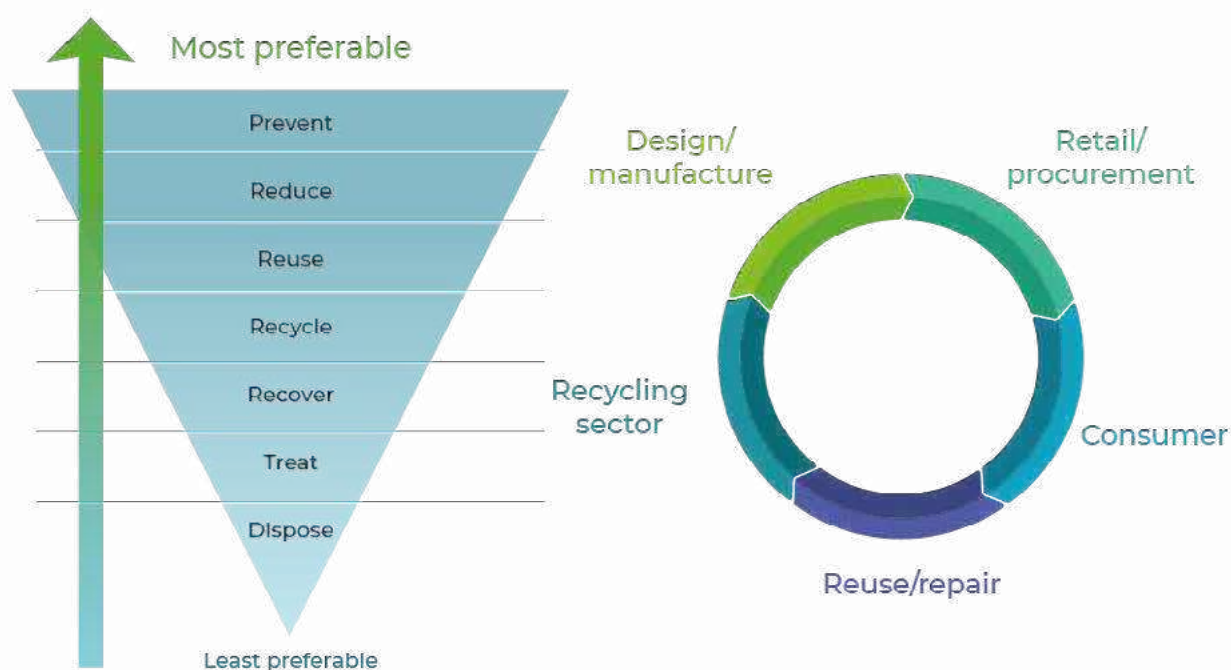 Most preferable
Prevent
Reduce
Reuse
Recycle
Recover
Treat
Dispose
Least preferable
Design/
manufacture
Retail/
procurement
Consumer
Reuse/repair
Recycling
sector